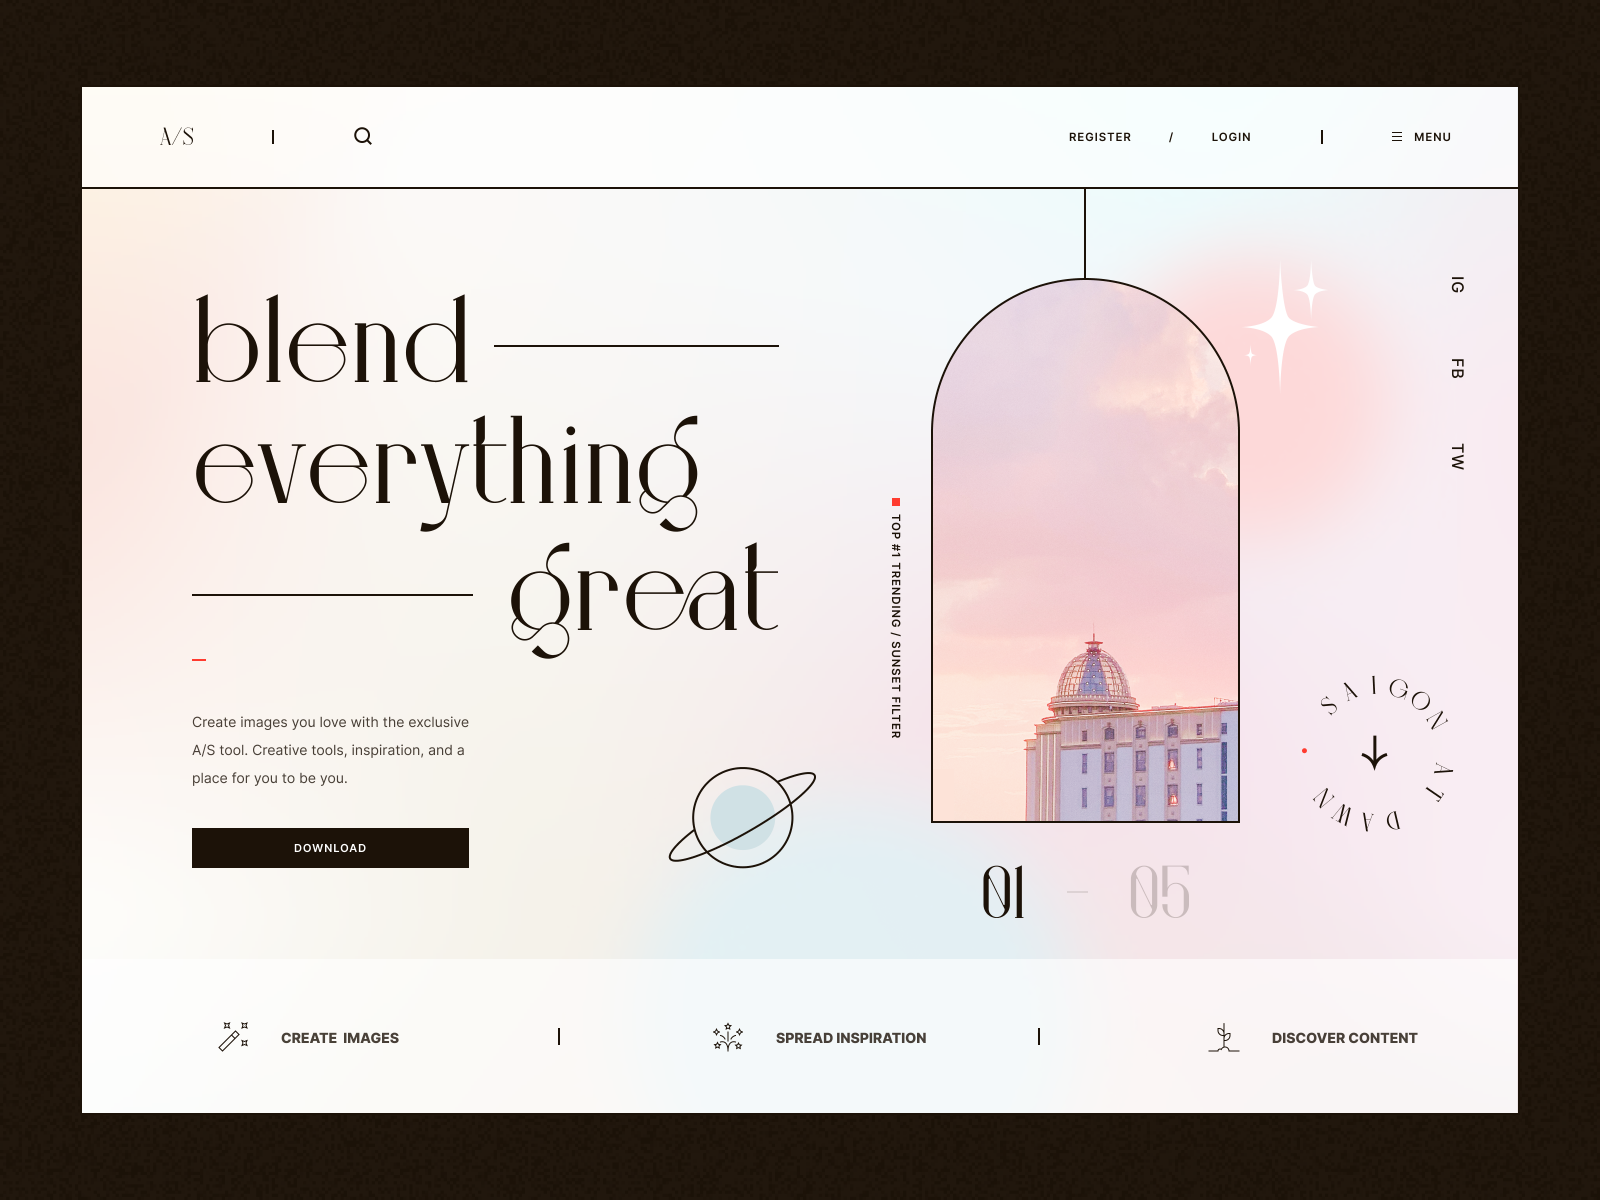 A/S
REGISTER / LOGIN
MENU
blend
everything
great
Create images you love with the exclusive
A/S tool. Creative tools, inspiration, and a
place for you to be you.
DOWNLOAD
TOP #1 TRENDING / SUNSET FILTER
01 – 05
IG
FB
TW
SAIGON AT DAWN
CREATE IMAGES
SPREAD INSPIRATION
DISCOVER CONTENT